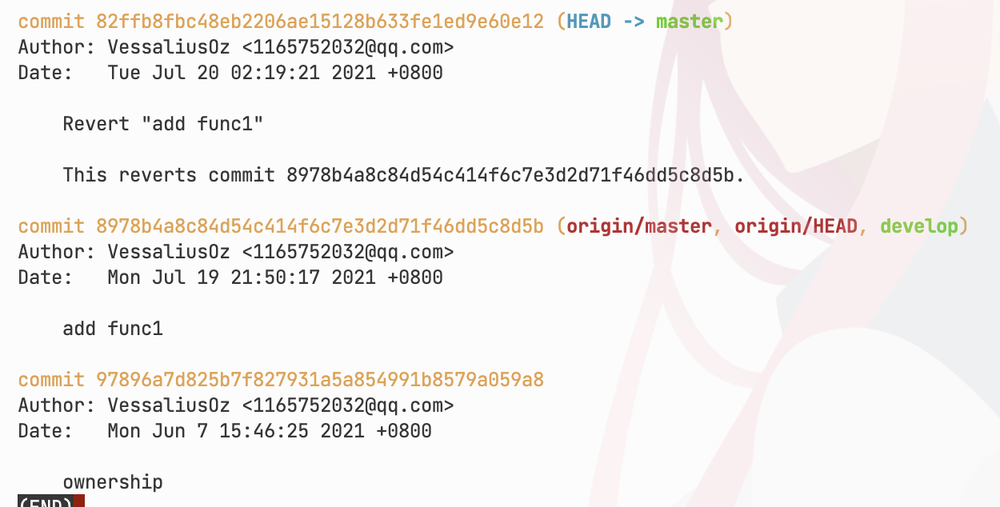 commit 82ffb8fbc48eb2206ae15128b633fe1ed9e60e12 (HEAD -> master)
Author: VessaliusOz <1165752032@qq.com>
Date:   Tue Jul 20 02:19:21 2021 +0800
    Revert "add func1"
    This reverts commit 8978b4a8c84d54c414f6c7e3d2d71f46dd5c8d5b.
commit 8978b4a8c84d54c414f6c7e3d2d71f46dd5c8d5b (origin/master, origin/HEAD, develop)
Author: VessaliusOz <1165752032@qq.com>
Date:   Mon Jul 19 21:50:17 2021 +0800
    add func1
commit 97896a7d825b7f827931a5a854991b8579a059a8
Author: VessaliusOz <1165752032@qq.com>
Date:   Mon Jun 7 15:46:25 2021 +0800
    ownership
(END)